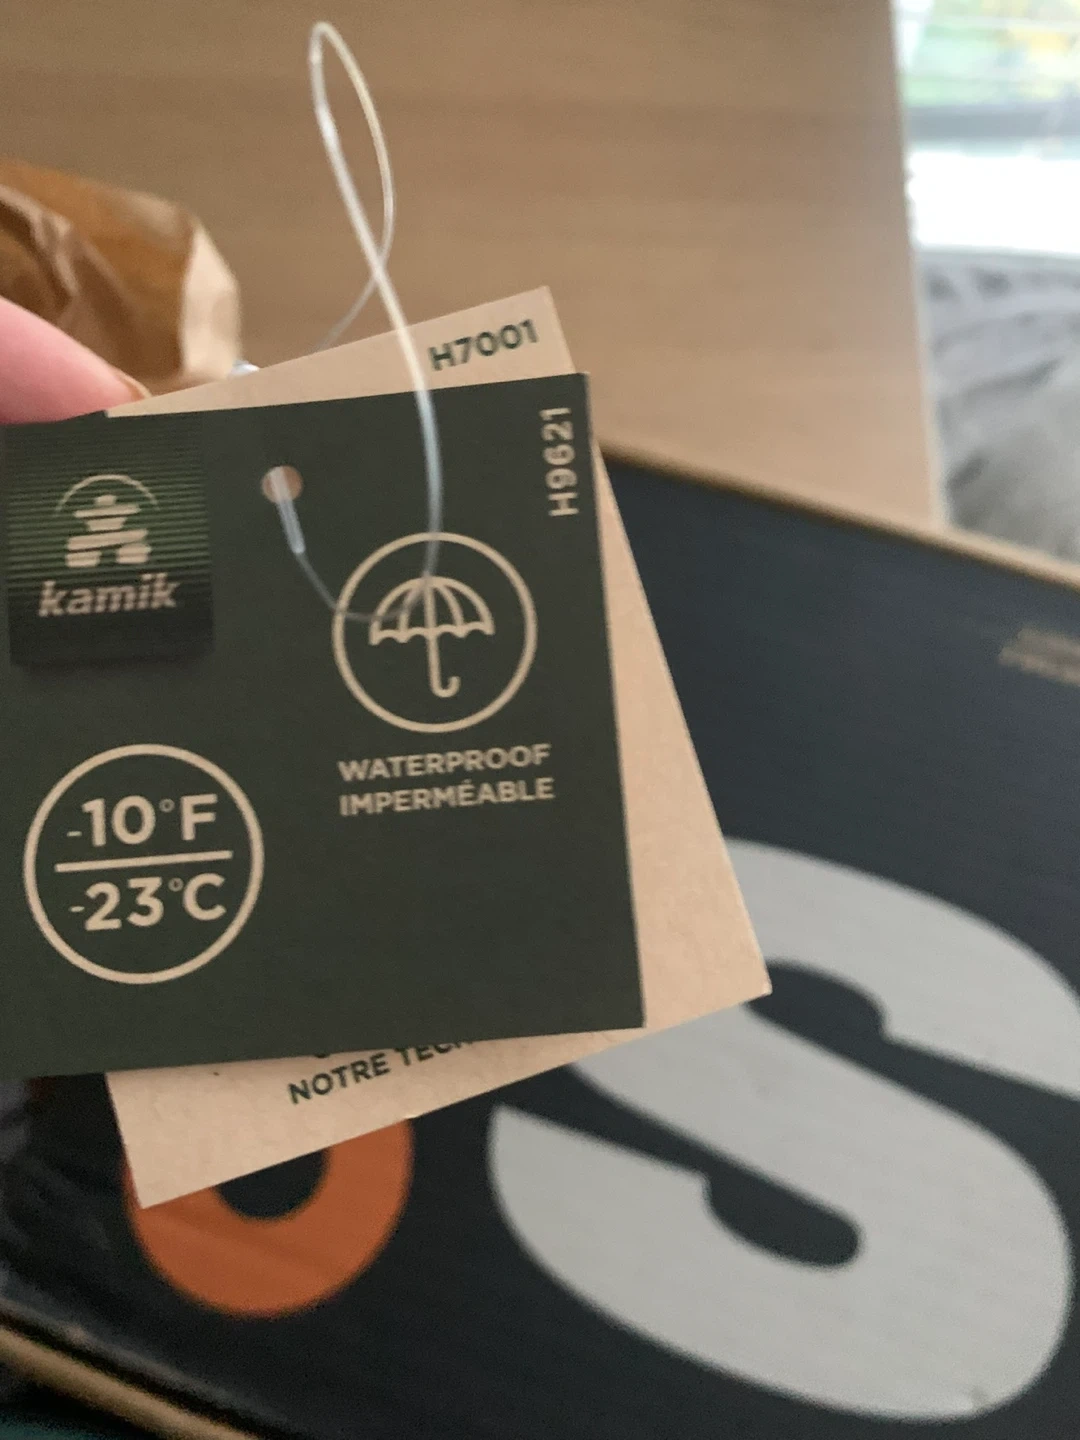 H7001
H9621
kamik
WATERPROOF
IMPERMÉABLE
-10°F
-23°C
NOTRE
S